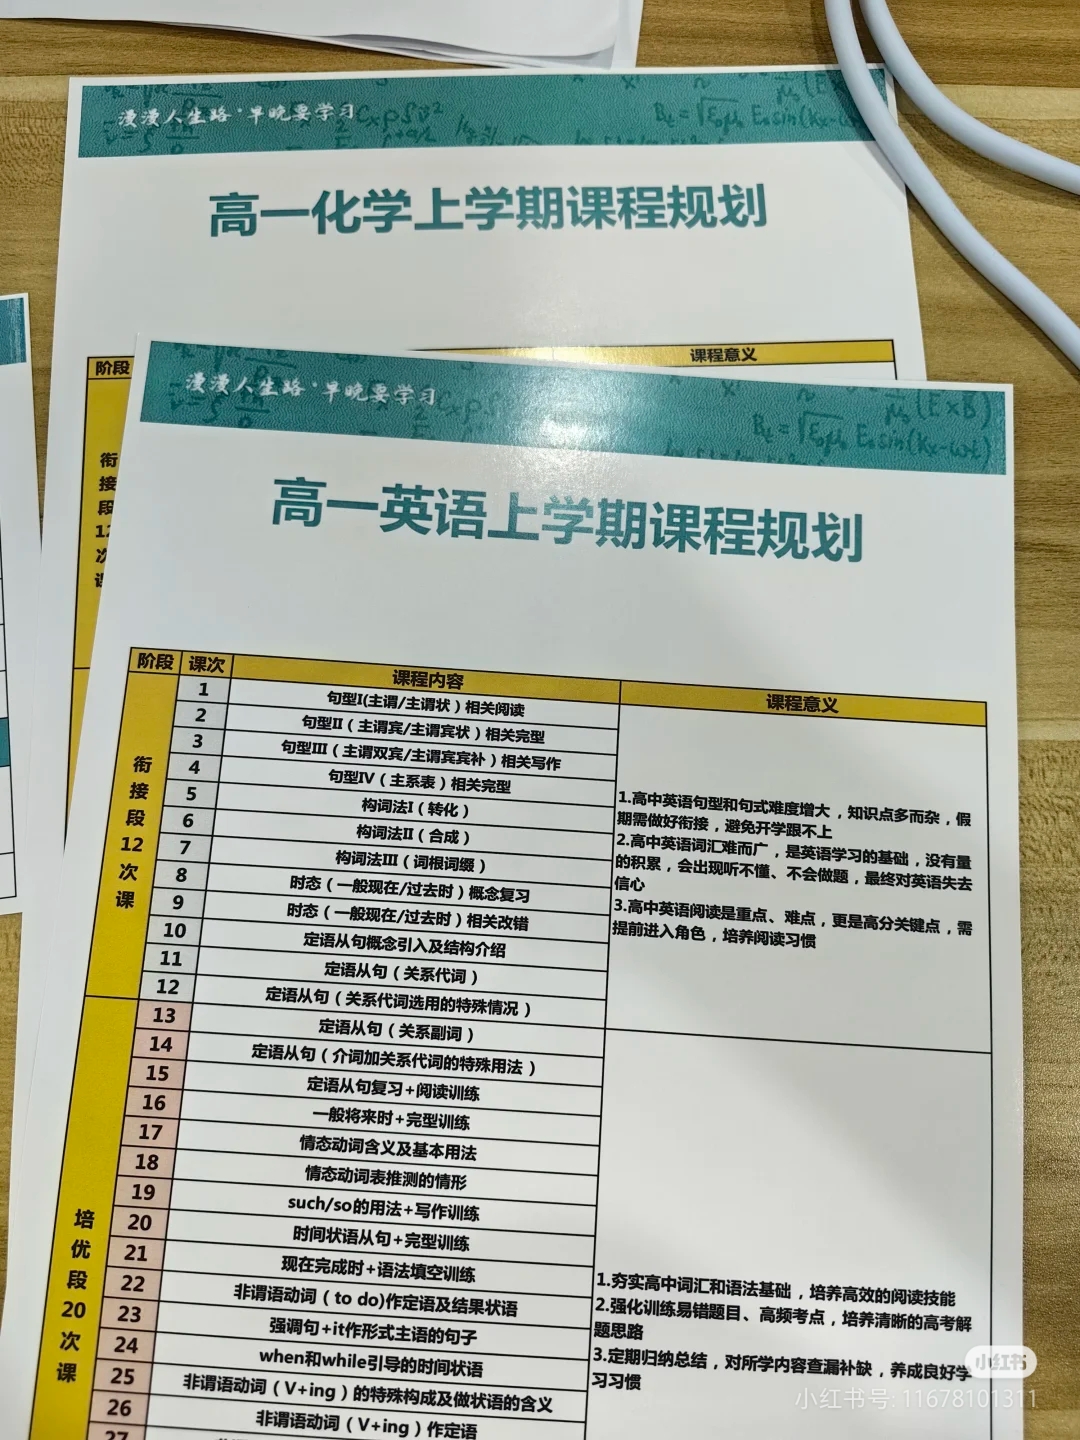 漫漫人生路·早晚要学习
高一化学上学期课程规划
阶段
课程意义
衔
接
段
次
漫漫人生路·早晚要学习
高一英语上学期课程规划
阶段 课次 课程内容 课程意义
衔
接
段
12
次
课
1 句型I(主谓/主谓状）相关阅读
2 句型II（主谓宾/主谓宾状）相关完型
3 句型III（主谓双宾/主谓宾宾补）相关写作
4 句型IV（主系表）相关完型
5 构词法I（转化）
6 构词法II（合成）
7 构词法III（词根词缀）
8 时态（一般现在/过去时）概念复习
9 时态（一般现在/过去时）相关改错
10 定语从句概念引入及结构介绍
11 定语从句（关系代词）
12 定语从句（关系代词选用的特殊情况）
1.高中英语句型和句式难度增大，知识点多而杂，假
期需做好衔接，避免开学跟不上
2.高中英语词汇难而广，是英语学习的基础，没有量
的积累，会出现听不懂、不会做题，最终对英语失去
信心
3.高中英语阅读是重点、难点，更是高分关键点，需
提前进入角色，培养阅读习惯
培
优
段
20
次
课
13 定语从句（关系副词）
14 定语从句（介词加关系代词的特殊用法）
15 定语从句复习+阅读训练
16 一般将来时+完型训练
17 情态动词含义及基本用法
18 情态动词表推测的情形
19 such/so的用法+写作训练
20 时间状语从句+完型训练
21 现在完成时+语法填空训练
22 非谓语动词（to do)作定语及结果状语
23 强调句+it作形式主语的句子
24 when和while引导的时间状语
25 非谓语动词（V+ing）的特殊构成及做状语的含义
26 非谓语动词（V+ing）作定语
27
1.夯实高中词汇和语法基础，培养高效的阅读技能
2.强化训练易错题目、高频考点，培养清晰的高考解
题思路
3.定期归纳总结，对所学内容查漏补缺，养成良好学
习习惯
小红书
小红书号: 11678101311